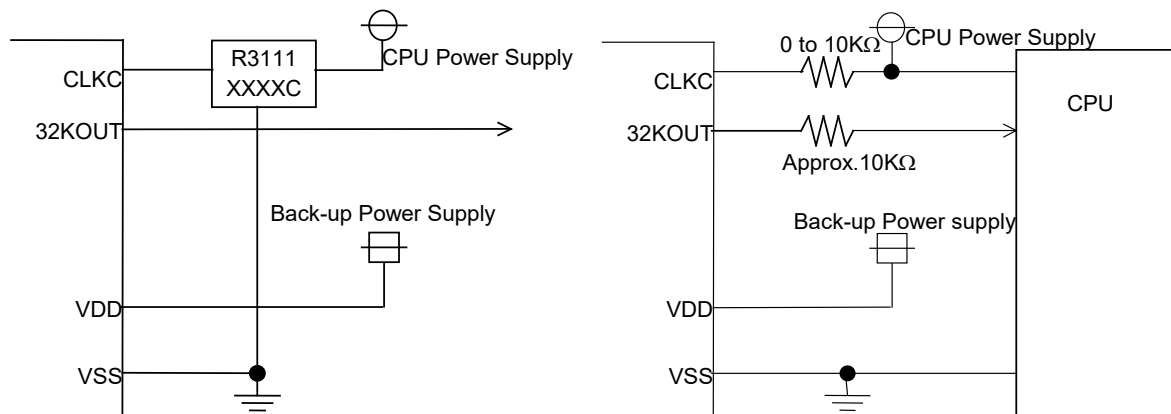 R3111
XXXXC
CPU Power Supply
CLKC
32KOUT
Back-up Power Supply
VDD
VSS
0 to 10KΩ
CPU Power Supply
CLKC
CPU
32KOUT
Approx.10KΩ
Back-up Power supply
VDD
VSS